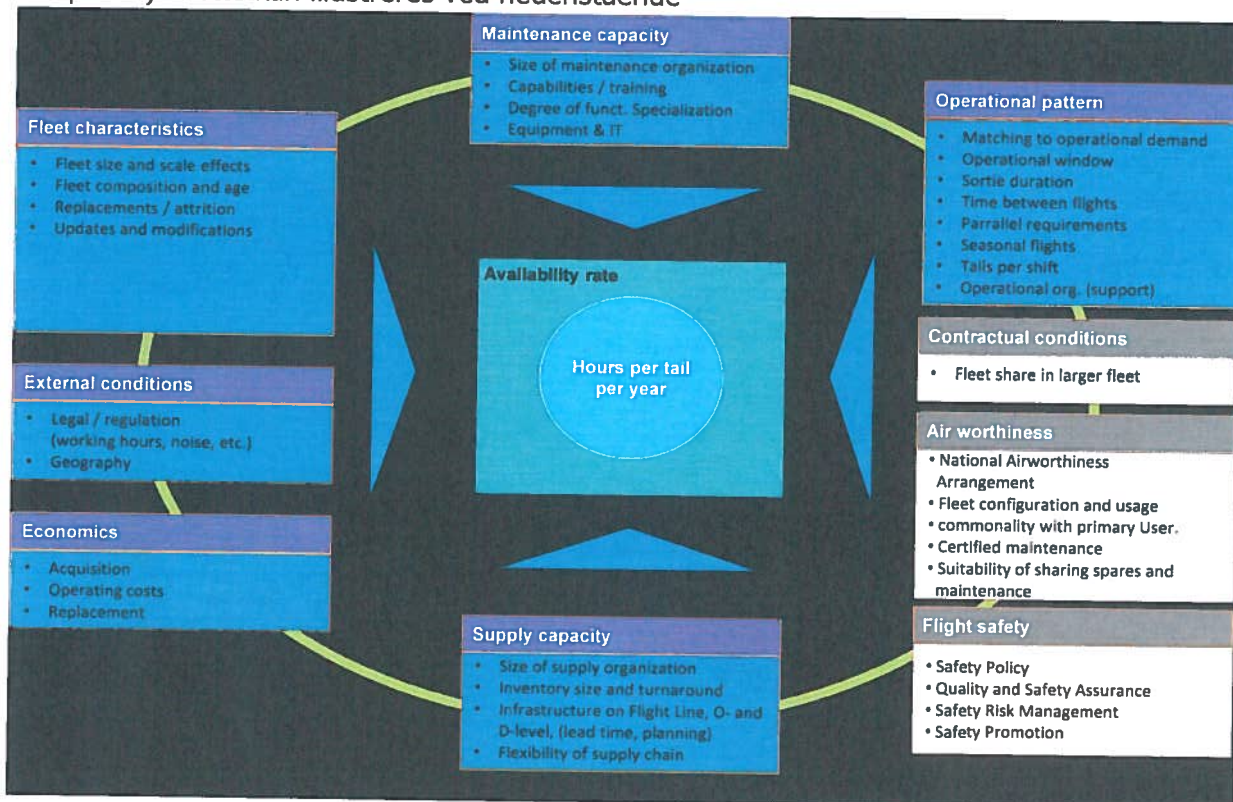 kan illustreres ved nedenstående
Maintenance capacity
• Size of maintenance organization
• Capabilities / training
• Degree of funct. Specialization
• Equipment & IT
Fleet characteristics
• Fleet size and scale effects
• Fleet composition and age
• Replacements / attrition
• Updates and modifications
Operational pattern
• Matching to operational demand
• Operational window
• Sortie duration
• Time between flights
• Parrallel requirements
• Seasonal flights
• Tails per shift
• Operational org. (support)
Availability rate
Hours per tail
per year
Contractual conditions
• Fleet share in larger fleet
External conditions
• Legal / regulation
(working hours, noise, etc.)
• Geography
Air worthiness
• National Airworthiness
Arrangement
• Fleet configuration and usage
• commonality with primary User.
• Certified maintenance
• Suitability of sharing spares and
maintenance
Economics
• Acquisition
• Operating costs
• Replacement
Supply capacity
• Size of supply organization
• Inventory size and turnaround
• Infrastructure on Flight Line, O- and
D-level, (lead time, planning)
• Flexibility of supply chain
Flight safety
• Safety Policy
• Quality and Safety Assurance
• Safety Risk Management
• Safety Promotion